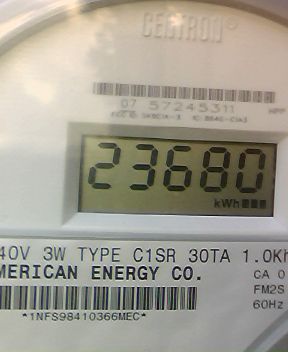 CENTRON®
07 57245311
23680
kWh
40V 3W TYPE C1SR 30TA 1.0Kh
MERICAN ENERGY CO.
CA 0
FM2S
60Hz
*1NFS98410366MEC*